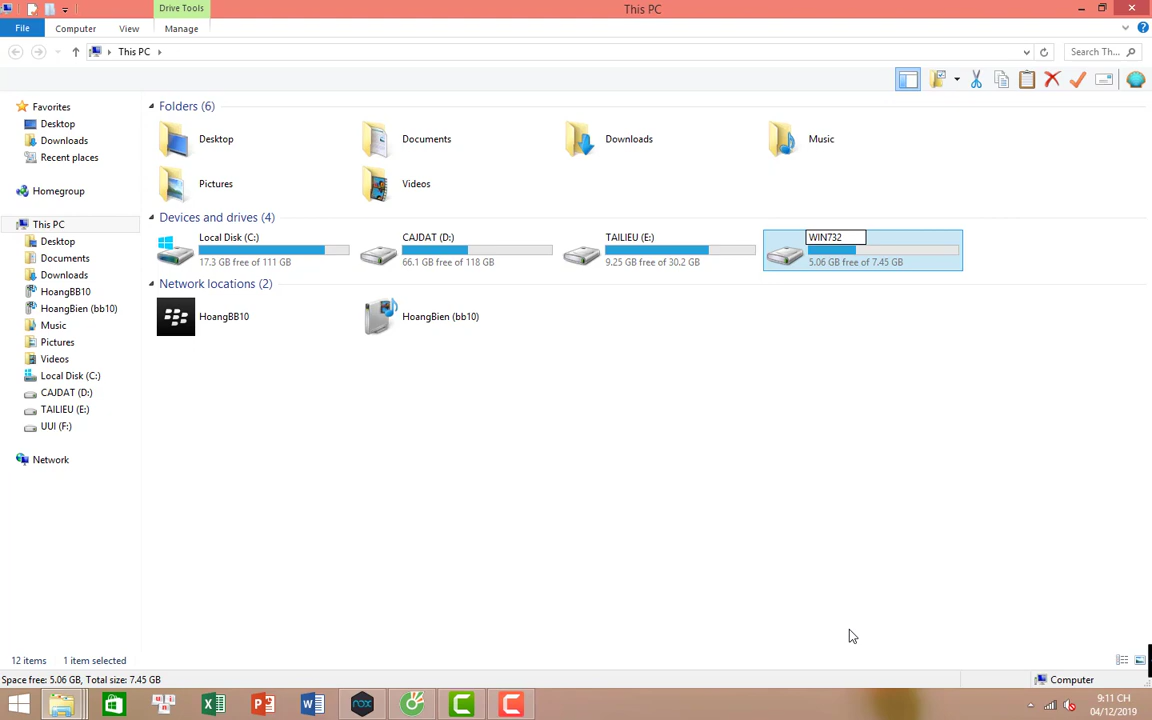 Drive Tools
This PC
File
Computer
View
Manage
This PC
Search Th...
Favorites
Desktop
Downloads
Recent places
Homegroup
This PC
Desktop
Documents
Downloads
HoangBB10
HoangBien (bb10)
Music
Pictures
Videos
Local Disk (C:)
CAJDAT (D:)
TAILIEU (E:)
UUI (F:)
Network
Folders (6)
Desktop
Documents
Downloads
Music
Pictures
Videos
Devices and drives (4)
Local Disk (C:)
17.3 GB free of 111 GB
CAJDAT (D:)
66.1 GB free of 118 GB
TAILIEU (E:)
9.25 GB free of 30.2 GB
WIN732
5.06 GB free of 7.45 GB
Network locations (2)
HoangBB10
HoangBien (bb10)
12 items
1 item selected
Space free: 5.06 GB, Total size: 7.45 GB
Computer
nox
9:11 CH
04/12/2019